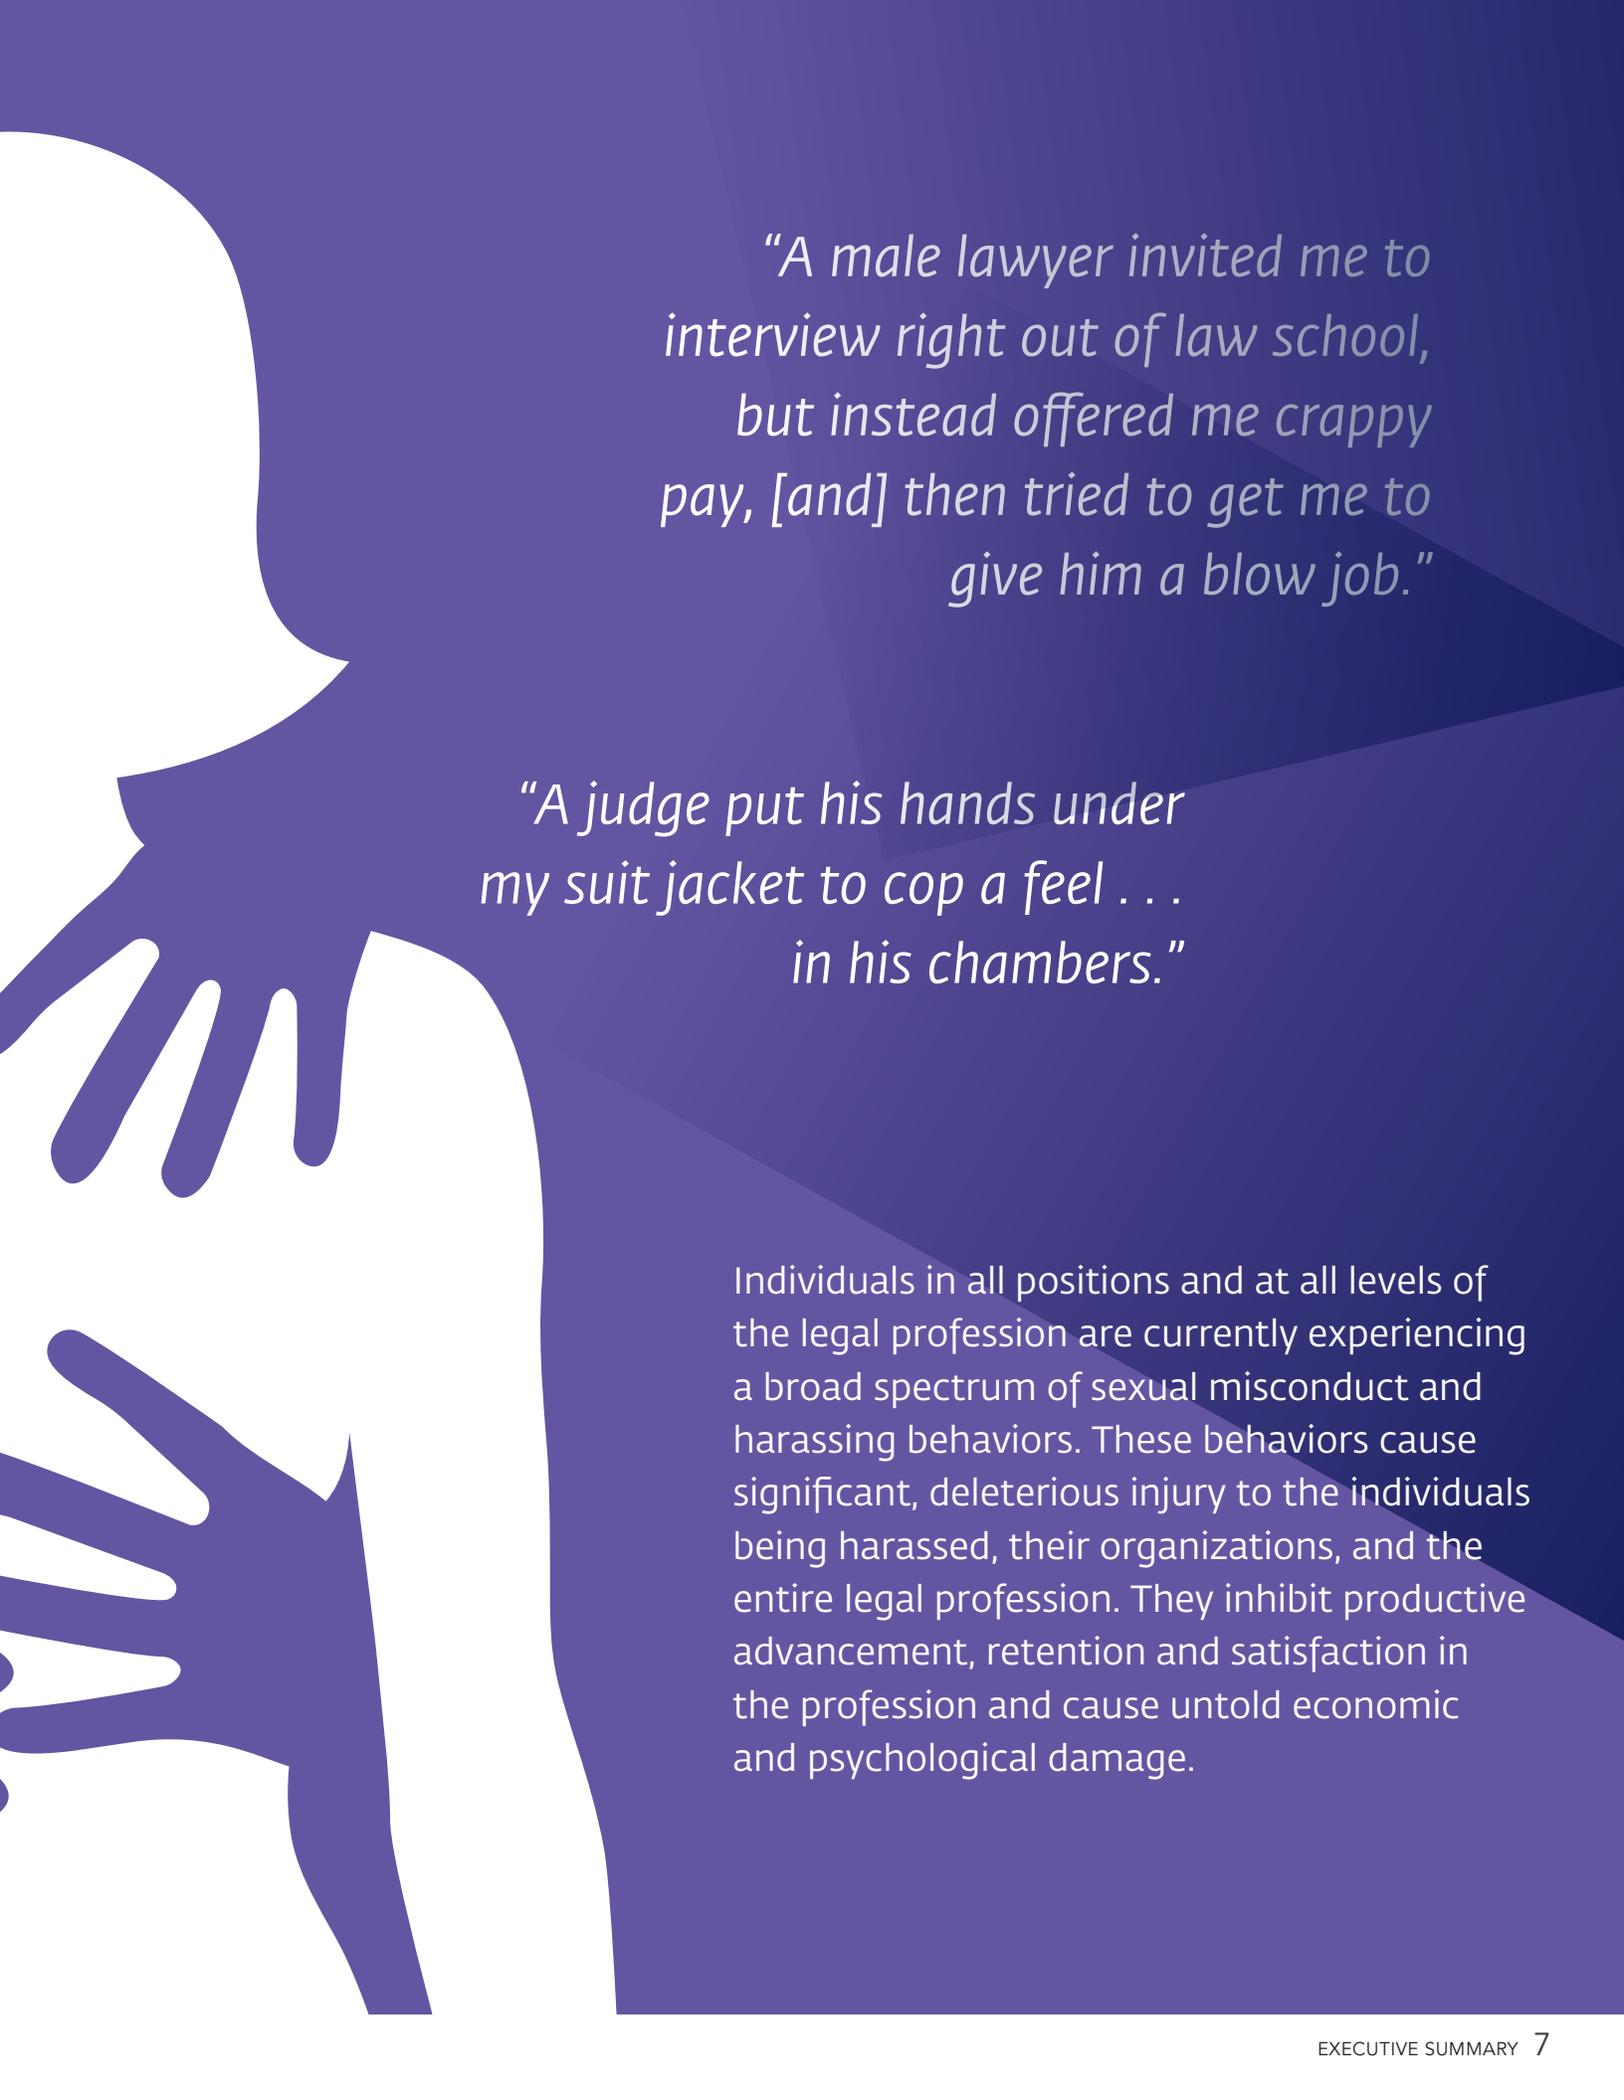 “A male lawyer invited me to
interview right out of law school,
but instead offered me crappy
pay, [and] then tried to get me to
give him a blow job.”
“A judge put his hands under
my suit jacket to cop a feel . . .
in his chambers.”
Individuals in all positions and at all levels of
the legal profession are currently experiencing
a broad spectrum of sexual misconduct and
harassing behaviors. These behaviors cause
significant, deleterious injury to the individuals
being harassed, their organizations, and the
entire legal profession. They inhibit productive
advancement, retention and satisfaction in
the profession and cause untold economic
and psychological damage.
EXECUTIVE SUMMARY 7